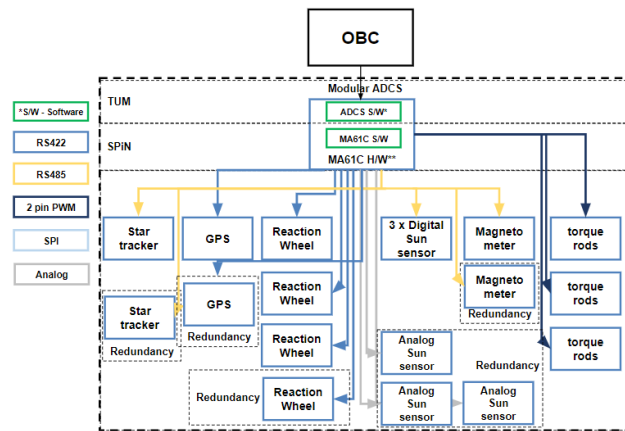 OBC
Modular ADCS
TUM
ADCS S/W*
*S/W - Software
SPiN
MA61C S/W
MA61C H/W**
RS422
RS485
2 pin PWM
SPI
Analog
Star
tracker
GPS
Reaction
Wheel
3 x Digital
Sun
sensor
Magneto
meter
torque
rods
Star
tracker
Redundancy
GPS
Redundancy
Reaction
Wheel
Magneto
meter
Redundancy
torque
rods
Reaction
Wheel
Analog
Sun
sensor
Redundancy
torque
rods
Redundancy
Reaction
Wheel
Analog
Sun
sensor
Analog
Sun
sensor